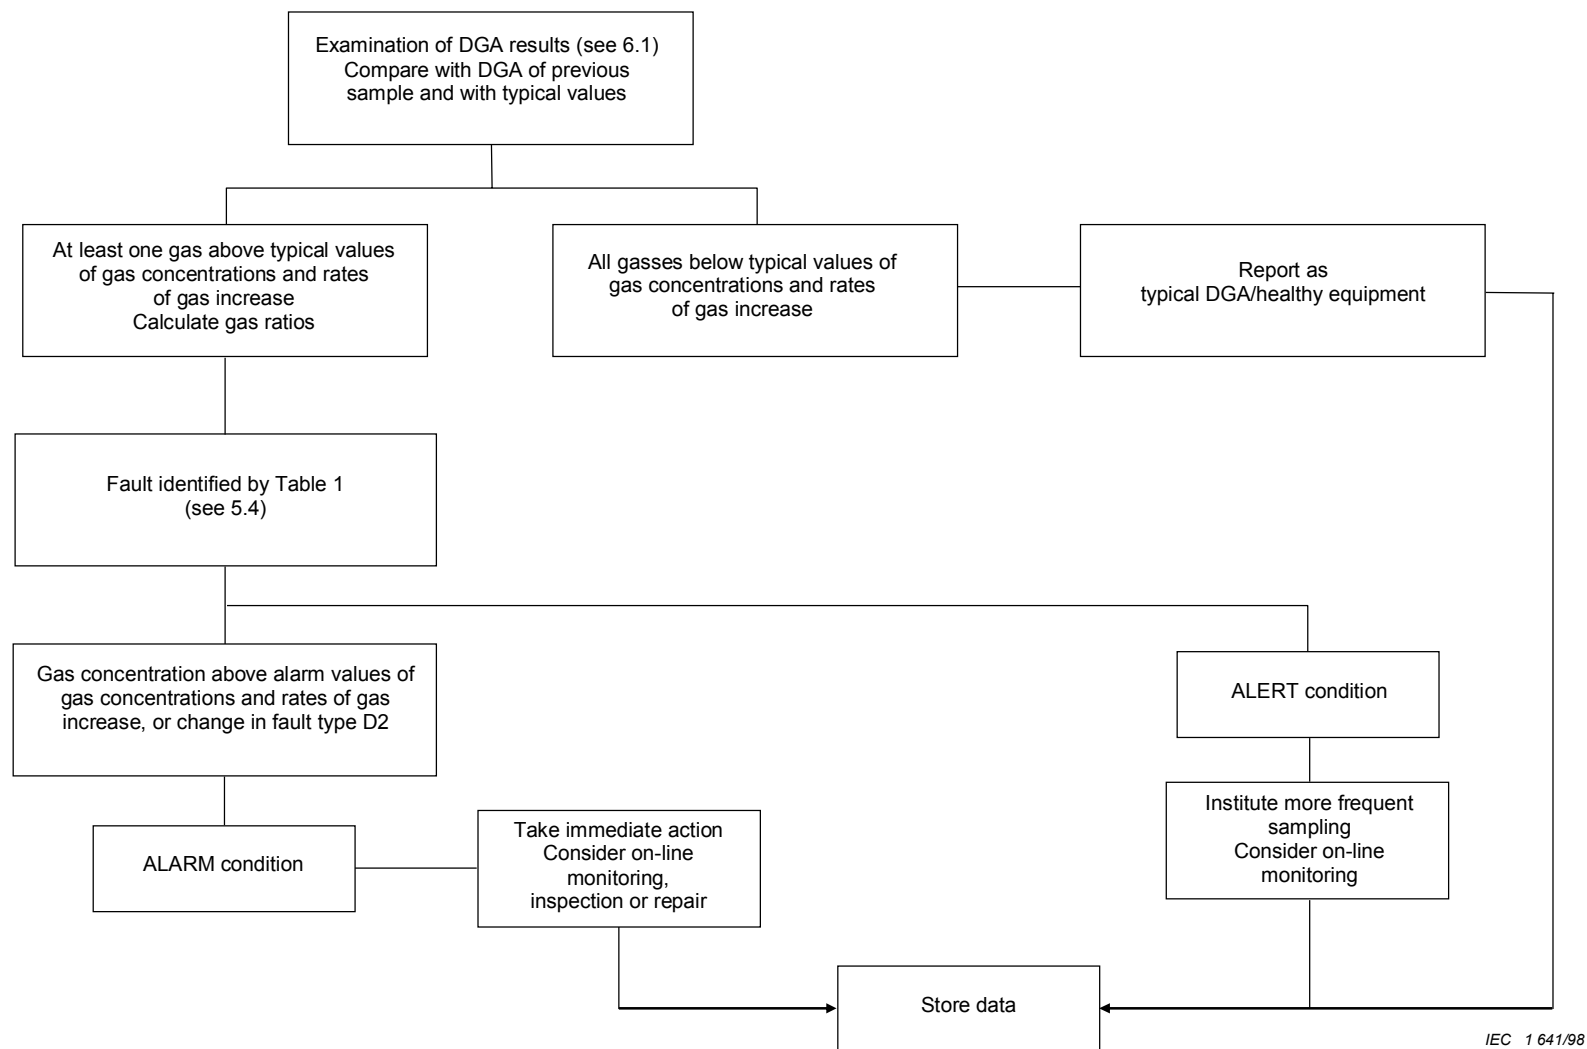 Examination of DGA results (see 6.1)
Compare with DGA of previous
sample and with typical values
At least one gas above typical values
of gas concentrations and rates
of gas increase
Calculate gas ratios
All gasses below typical values of
gas concentrations and rates
of gas increase
Report as
typical DGA/healthy equipment
Fault identified by Table 1
(see 5.4)
Gas concentration above alarm values of
gas concentrations and rates of gas
increase, or change in fault type D2
ALERT condition
Institute more frequent
sampling
Consider on-line
monitoring
ALARM condition
Take immediate action
Consider on-line
monitoring,
inspection or repair
Store data
IEC 1 641/98